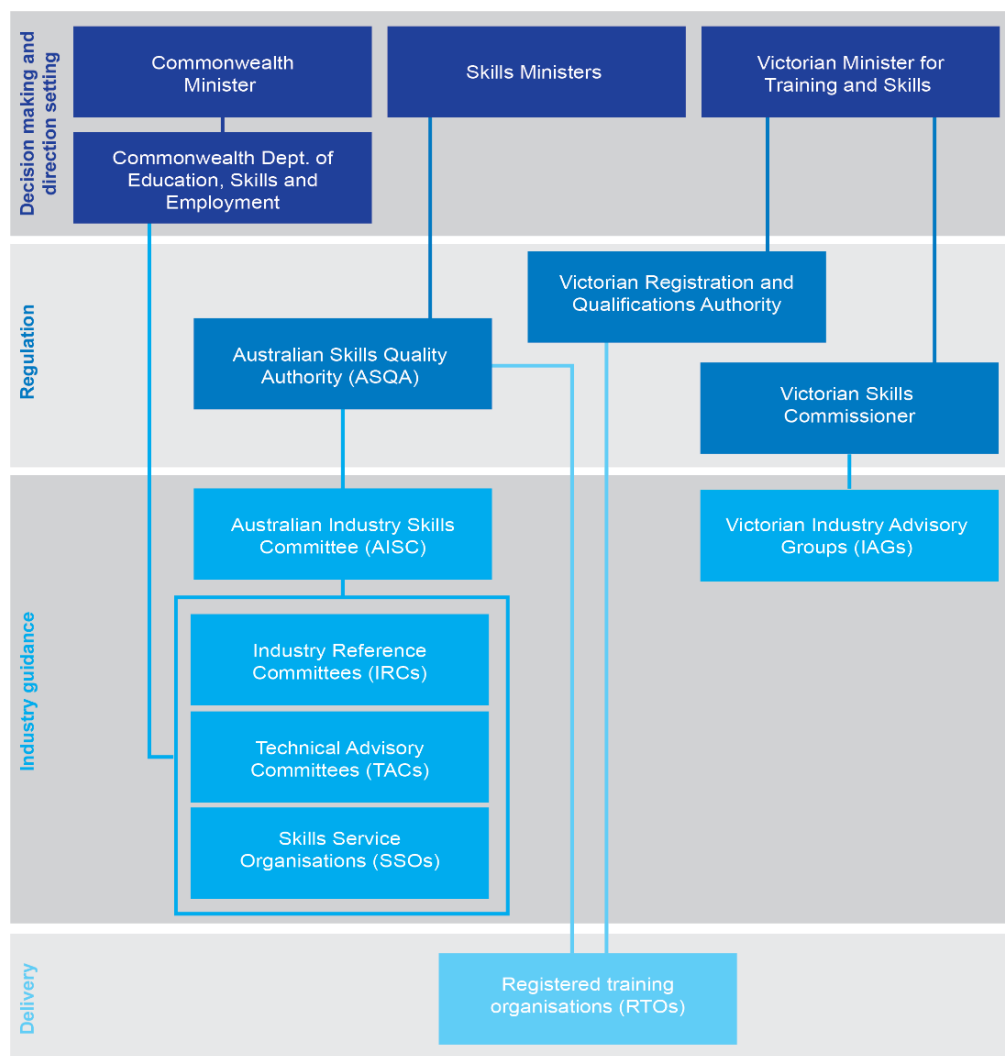 Decision making and
direction setting
Commonwealth
Minister
Skills Ministers
Victorian Minister for
Training and Skills
Commonwealth Dept. of
Education, Skills and
Employment
Regulation
Victorian Registration and
Qualifications Authority
Australian Skills Quality
Authority (ASQA)
Victorian Skills
Commissioner
Industry guidance
Australian Industry Skills
Committee (AISC)
Victorian Industry Advisory
Groups (IAGs)
Industry Reference
Committees (IRCs)
Technical Advisory
Committees (TACs)
Skills Service
Organisations (SSOs)
Delivery
Registered training
organisations (RTOs)